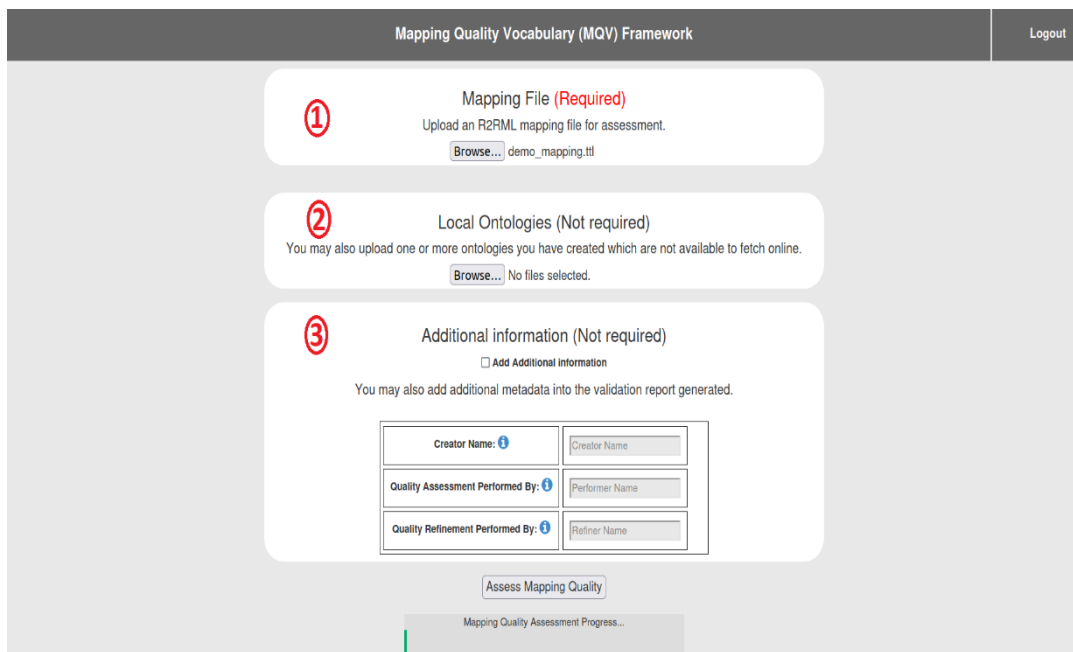 Mapping Quality Vocabulary (MQV) Framework
Logout
1
Mapping File (Required)
Upload an R2RML mapping file for assessment.
Browse... demo_mapping.ttl
2
Local Ontologies (Not required)
You may also upload one or more ontologies you have created which are not available to fetch online.
Browse... No files selected.
3
Additional information (Not required)
Add Additional information
You may also add additional metadata into the validation report generated.
Creator Name: i Creator Name
Quality Assessment Performed By: i Performer Name
Quality Refinement Performed By: i Refiner Name
Assess Mapping Quality
Mapping Quality Assessment Progress...